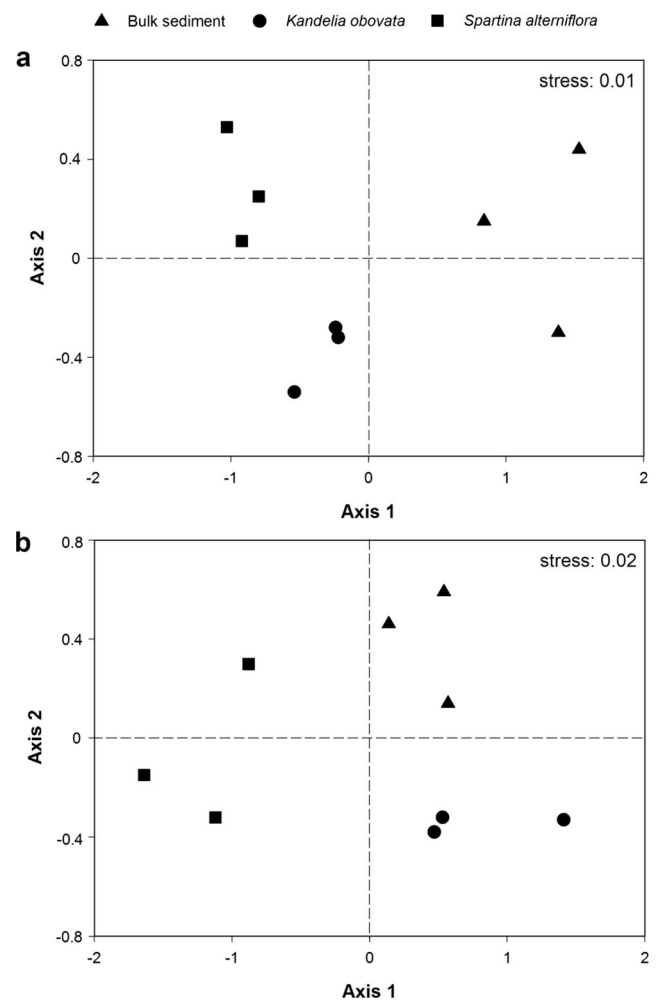 Bulk sediment Kandelia obovata Spartina alterniflora
a
0.8
stress: 0.01
0.4
0
-0.4
-0.8
Axis 2
-2 -1 0 1 2
Axis 1
b
0.8
stress: 0.02
0.4
0
-0.4
-0.8
Axis 2
-2 -1 0 1 2
Axis 1